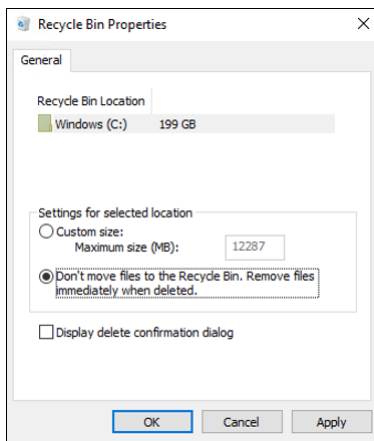 Recycle Bin Properties
General
Recycle Bin Location
Windows (C:) 199 GB
Settings for selected location
Custom size:
Maximum size (MB): 12287
Don't move files to the Recycle Bin. Remove files
immediately when deleted.
Display delete confirmation dialog
OK Cancel Apply